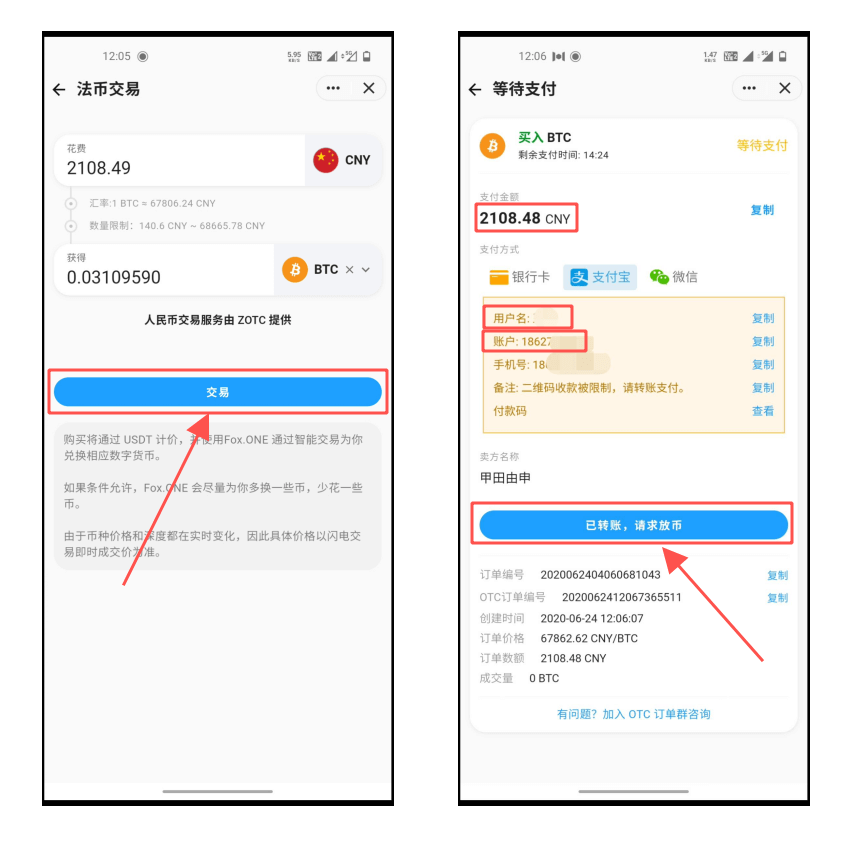 12:05
5.95
KB/S
5G
法币交易
花费
2108.49
CNY
汇率:1 BTC ≈ 67806.24 CNY
数量限制：140.6 CNY ~ 68665.78 CNY
获得
0.03109590
BTC
人民币交易服务由 ZOTC 提供
交易
购买将通过 USDT 计价，并使用Fox.ONE 通过智能交易为你
兑换相应数字货币。
如果条件允许，Fox.ONE 会尽量为你多换一些币，少花一些
币。
由于币种价格和深度都在实时变化，因此具体价格以闪电交
易即时成交价为准。
12:06
1.47
KB/S
5G
等待支付
买入 BTC
等待支付
剩余支付时间: 14:24
支付金额
2108.48 CNY
复制
支付方式
银行卡
支付宝
微信
用户名:
复制
账户: 18627
复制
手机号: 18
复制
备注: 二维码收款被限制，请转账支付。
复制
付款码
查看
卖方名称
甲田由申
已转账，请求放币
订单编号 2020062404060681043
复制
OTC订单编号 2020062412067365511
复制
创建时间 2020-06-24 12:06:07
订单价格 67862.62 CNY/BTC
订单数额 2108.48 CNY
成交量 0 BTC
有问题？加入 OTC 订单群咨询